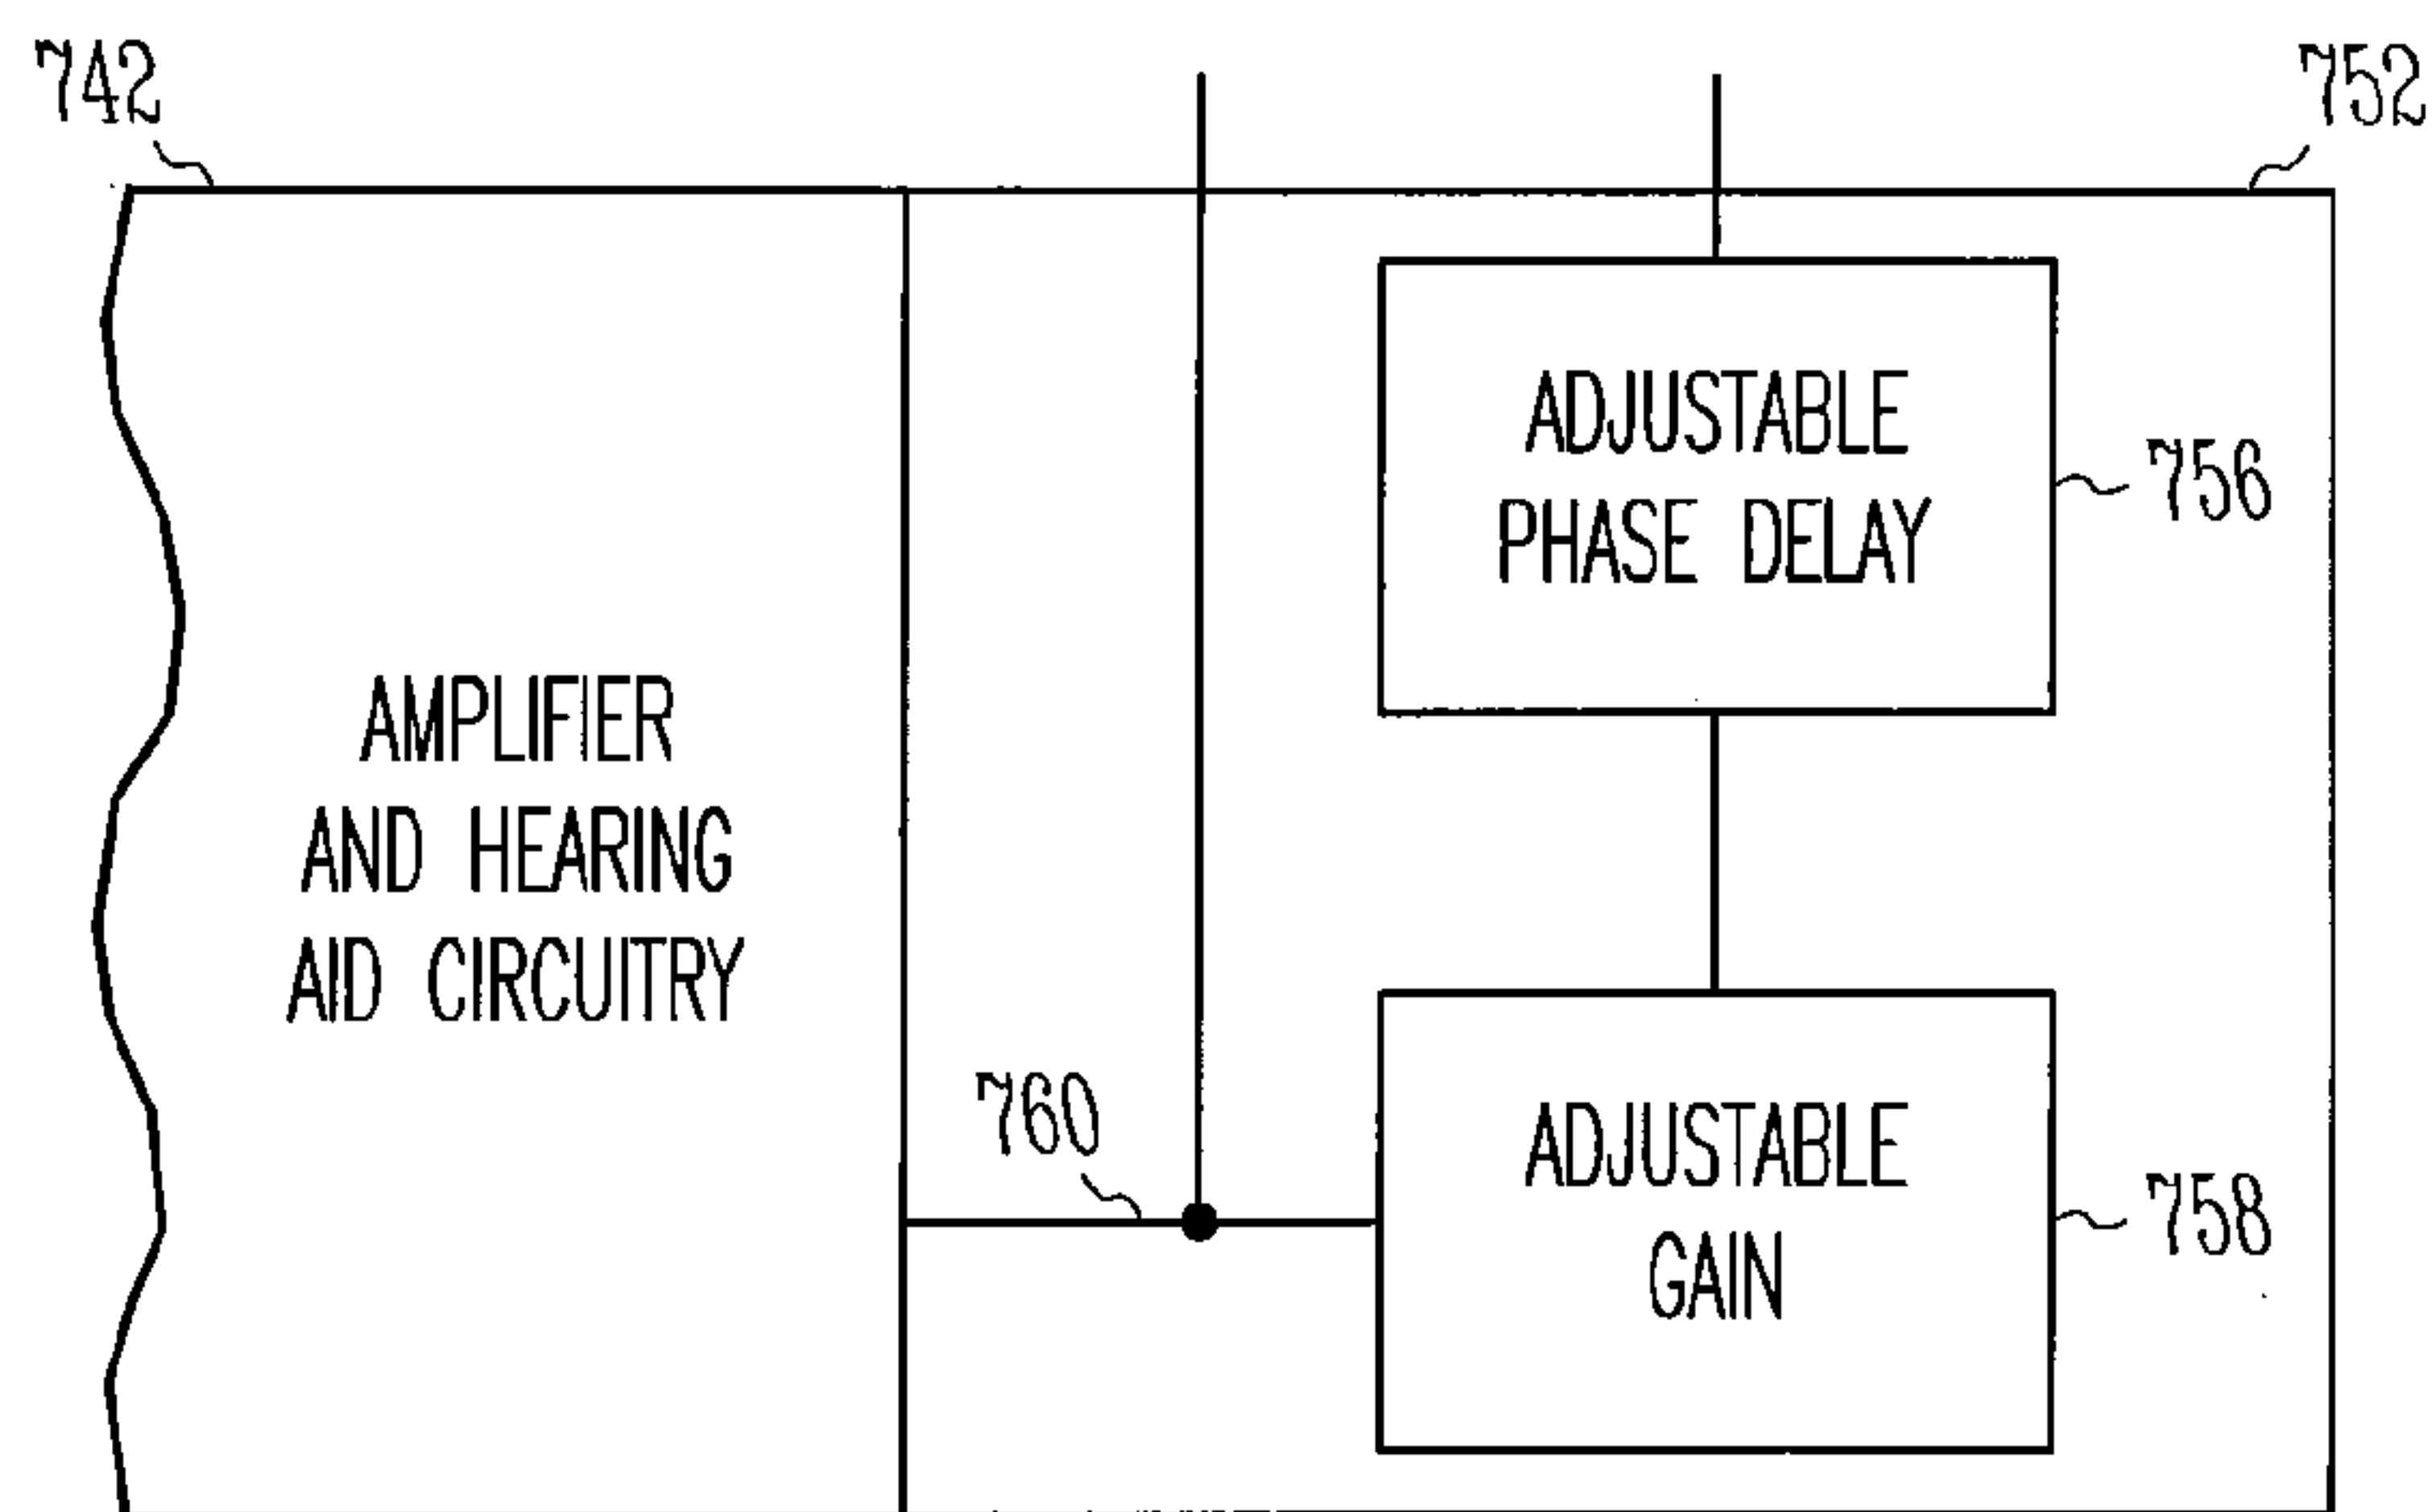 742
752
ADJUSTABLE
PHASE DELAY
756
AMPLIFIER
AND HEARING
AID CIRCUITRY
760
ADJUSTABLE
GAIN
758